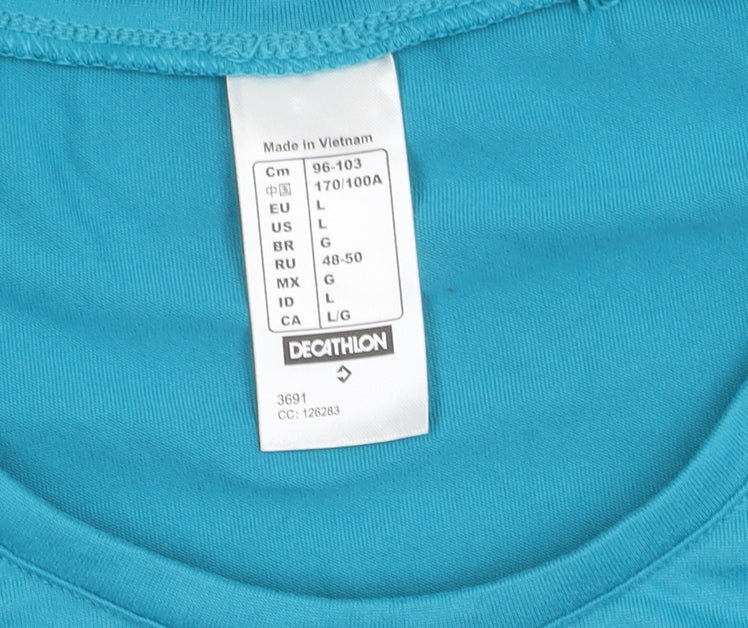 Made in Vietnam
Cm 96-103
中国 170/100A
EU L
US L
BR G
RU 48-50
MX G
ID L
CA L/G
DECATHLON
3691
CC: 126283